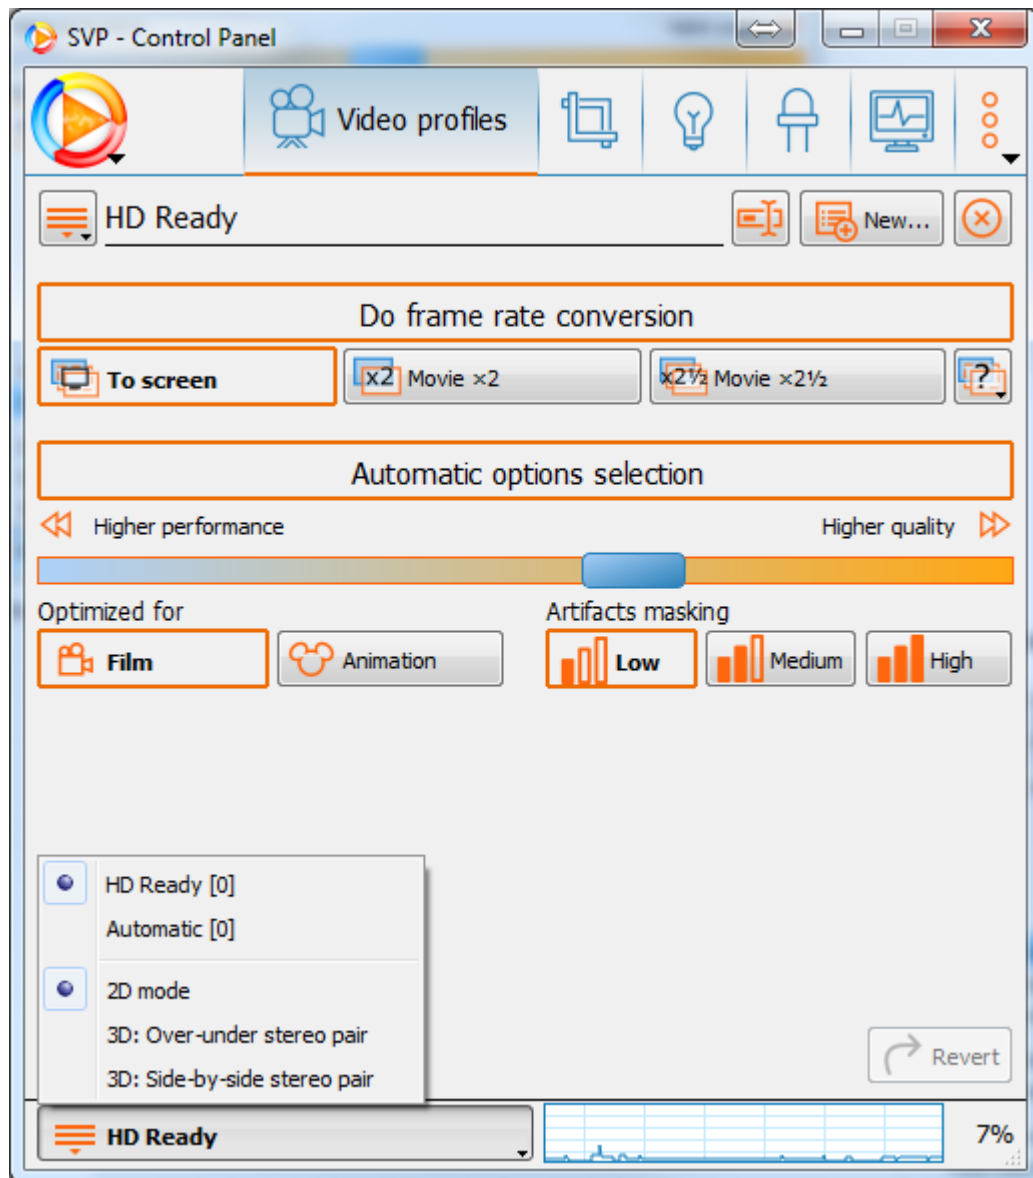 SVP - Control Panel
Video profiles
HD Ready
New...
Do frame rate conversion
To screen
x2 Movie ×2
x2½ Movie ×2½
?
Automatic options selection
Higher performance Higher quality
Optimized for Artifacts masking
Film Animation Low Medium High
HD Ready [0]
Automatic [0]
2D mode
3D: Over-under stereo pair
3D: Side-by-side stereo pair
Revert
HD Ready 7%